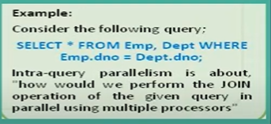 Example:
Consider the following query;
SELECT * FROM Emp, Dept WHERE
Emp.dno = Dept.dno;
Intra-query parallelism is about,
"how would we perform the JOIN
operation of the given query in
parallel using multiple processors"